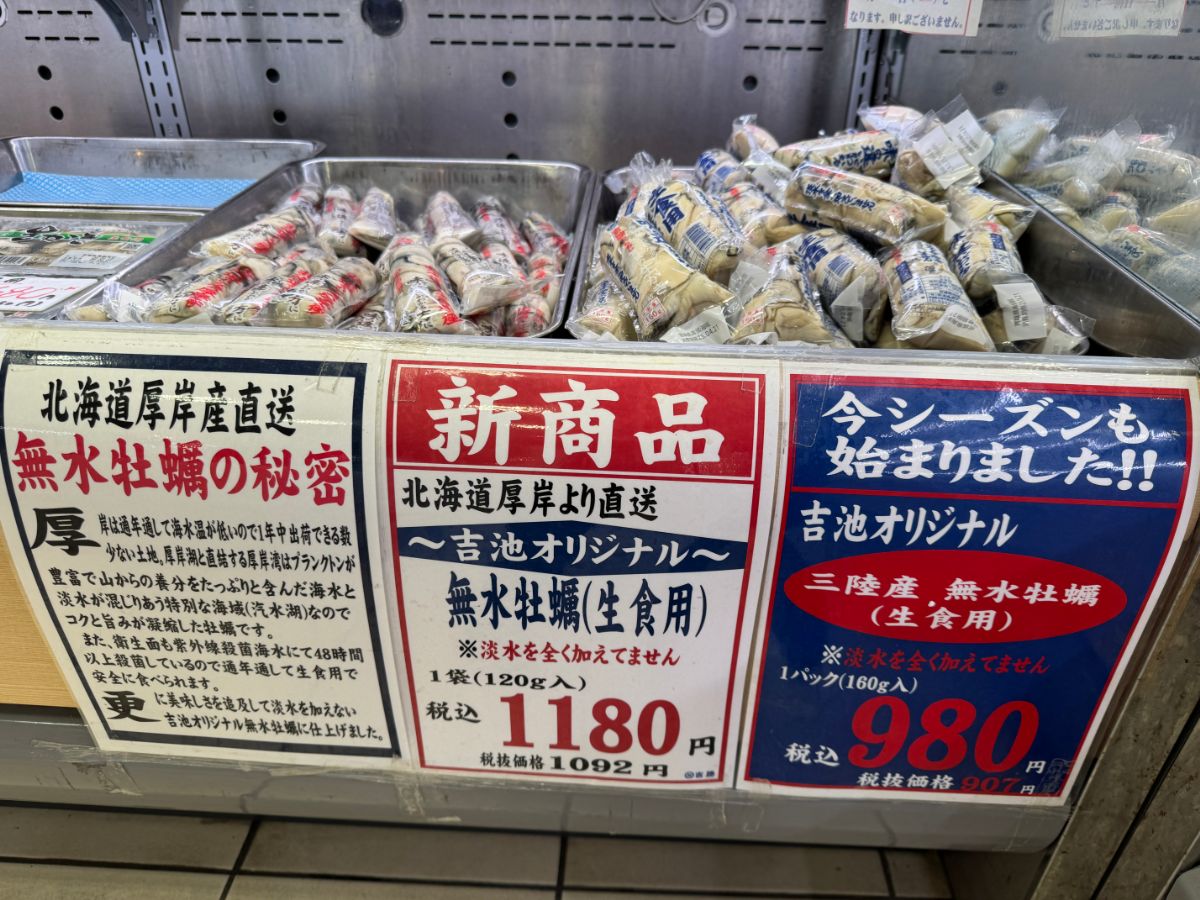 なります。申し訳ございません。
北海道厚岸産直送
無水牡蠣の秘密
厚岸は通年通して海水温が低いので1年中出荷できる数
少ない土地。厚岸湖と直結する厚岸湾はプランクトンが
豊富で山からの養分をたっぷりと含んだ海水と
淡水が混じりあう特別な海域(汽水湖)なので
コクと旨みが凝縮した牡蠣です。
また、衛生面も紫外線殺菌海水にて48時間
以上殺菌しているので通年通して生食用で
安全に食べられます。
更に美味しさを追及して淡水を加えない
吉池オリジナル無水牡蠣に仕上げました。
新商品
北海道厚岸より直送
~吉池オリジナル~
無水牡蠣(生食用)
※淡水を全く加えてません
1袋(120g入)
税込 1180円
税抜価格 1092円
吉池
今シーズンも
始まりました!!
吉池オリジナル
三陸産 無水牡蠣
(生食用)
※淡水を全く加えてません
1パック(160g入)
税込 980円
税抜価格 907円